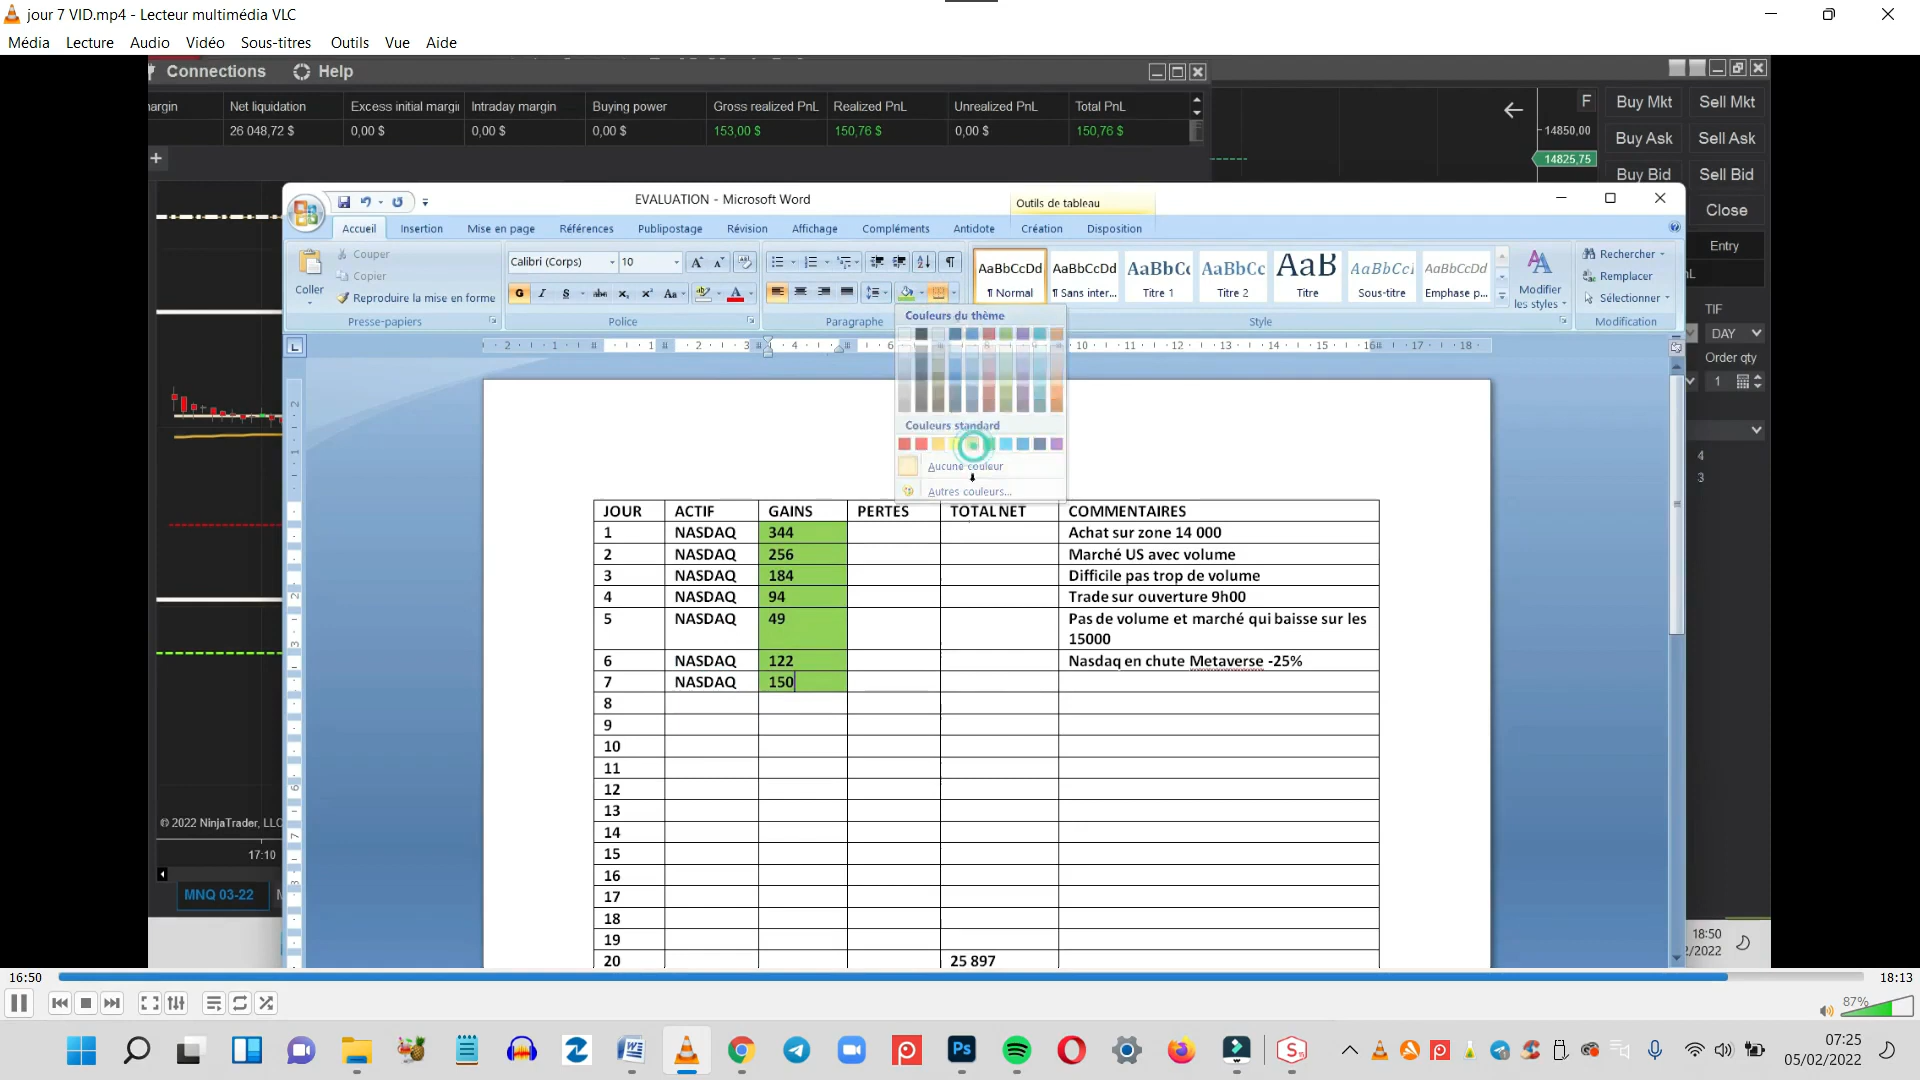 jour 7 VID.mp4 - Lecteur multimédia VLC
Média Lecture Audio Vidéo Sous-titres Outils Vue Aide
Connections Help
argin Net liquidation Excess initial margi Intraday margin Buying power Gross realized PnL Realized PnL Unrealized PnL Total PnL
26 048,72 $ 0,00 $ 0,00 $ 0,00 $ 153,00 $ 150,76 $ 0,00 $ 150,76 $
F Buy Mkt Sell Mkt
14850,00
Buy Ask Sell Ask
14825,75
Buy Bid Sell Bid
Close
Entry
TIF
DAY
Order qty
1
4
3
EVALUATION - Microsoft Word
Outils de tableau
Accueil Insertion Mise en page Références Publipostage Révision Affichage Compléments Antidote Création Disposition
Coller
Couper
Copier
Reproduire la mise en forme
Presse-papiers
Calibri (Corps) 10
G I S abc x₂ x² Aa A
Police
Paragraphe
AaBbCcDd AaBbCcDd AaBbCc AaBbCc AaB AaBbCcI AaBbCcDd
¶ Normal ¶ Sans inter... Titre 1 Titre 2 Titre Sous-titre Emphase p...
Modifier les styles
Style
Rechercher
Remplacer
Sélectionner
Modification
Couleurs du thème
Couleurs standard
Aucune couleur
Autres couleurs...
JOUR ACTIF GAINS PERTES TOTAL NET COMMENTAIRES
1 NASDAQ 344 Achat sur zone 14 000
2 NASDAQ 256 Marché US avec volume
3 NASDAQ 184 Difficile pas trop de volume
4 NASDAQ 94 Trade sur ouverture 9h00
5 NASDAQ 49 Pas de volume et marché qui baisse sur les
15000
6 NASDAQ 122 Nasdaq en chute Metaverse -25%
7 NASDAQ 150
8
9
10
11
12
13
14
15
16
17
18
19
20 25 897
© 2022 NinjaTrader, LLC
17:10
MNQ 03-22
18:50
/2022
16:50 18:13
87%
07:25
05/02/2022